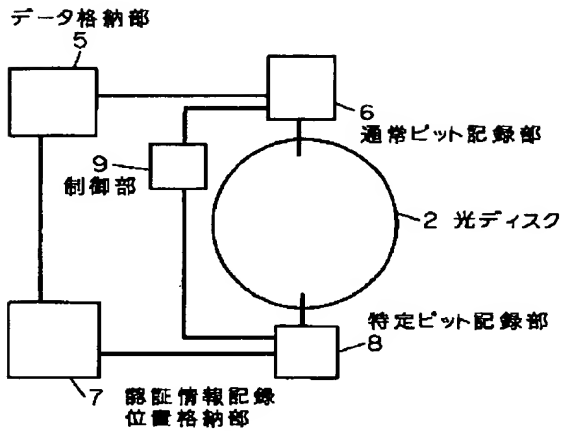 データ格納部
5
6
通常ピット記録部
9
制御部
2 光ディスク
特定ピット記録部
8
7 認証情報記録
位置格納部